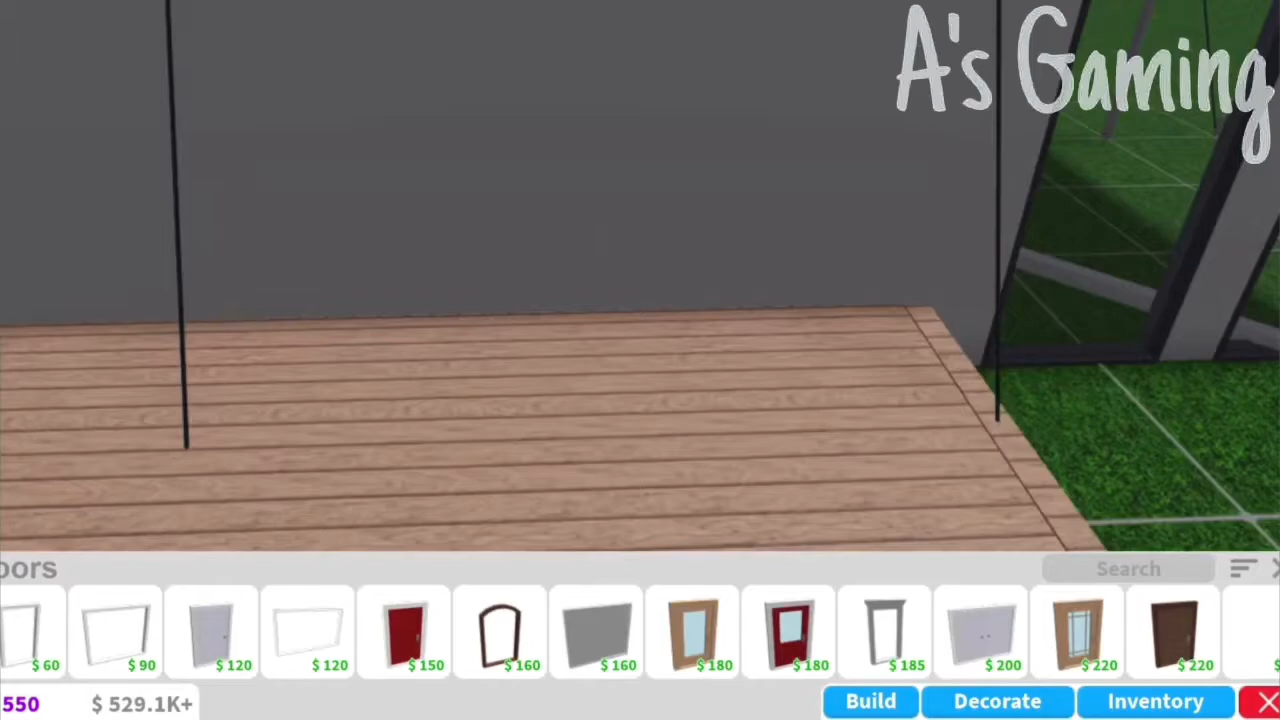 A's Gaming
oors
Search
$ 60 $ 90 $ 120 $ 120 $ 150 $ 160 $ 160 $ 180 $ 180 $ 185 $ 200 $ 220 $ 220 $
550 $ 529.1K+ Build Decorate Inventory